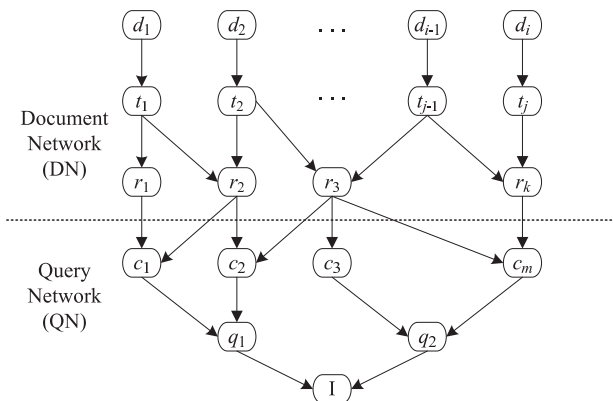 d1 d2 . . . di-1 di
t1 t2 . . . tj-1 tj
Document
Network
(DN)
r1 r2 r3 rk
c1 c2 c3 cm
Query
Network
(QN)
q1 q2
I